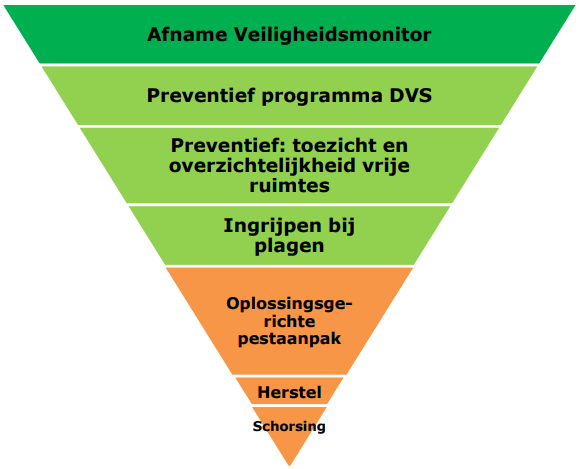 Afname Veiligheidsmonitor
Preventief programma DVS
Preventief: toezicht en
overzichtelijkheid vrije
ruimtes
Ingrijpen bij
plagen
Oplossingsge-
richte
pestaanpak
Herstel
Schorsing